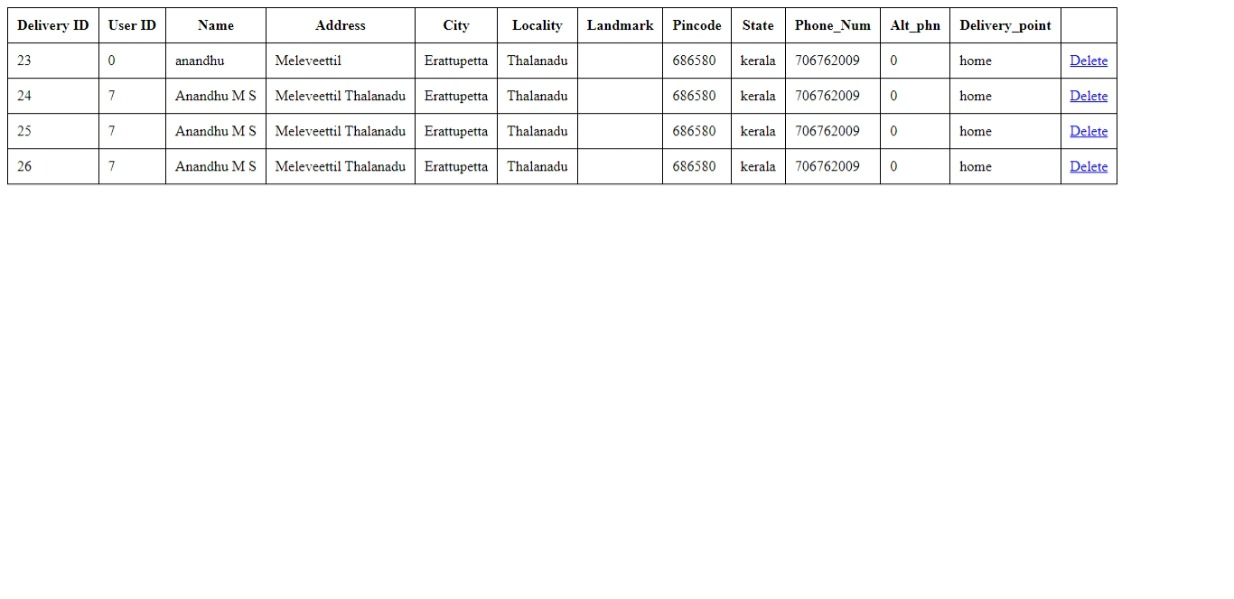 Delivery ID User ID Name Address City Locality Landmark Pincode State Phone_Num Alt_phn Delivery_point
23 0 anandhu Meleveettil Erattupetta Thalanadu 686580 kerala 706762009 0 home Delete
24 7 Anandhu M S Meleveettil Thalanadu Erattupetta Thalanadu 686580 kerala 706762009 0 home Delete
25 7 Anandhu M S Meleveettil Thalanadu Erattupetta Thalanadu 686580 kerala 706762009 0 home Delete
26 7 Anandhu M S Meleveettil Thalanadu Erattupetta Thalanadu 686580 kerala 706762009 0 home Delete